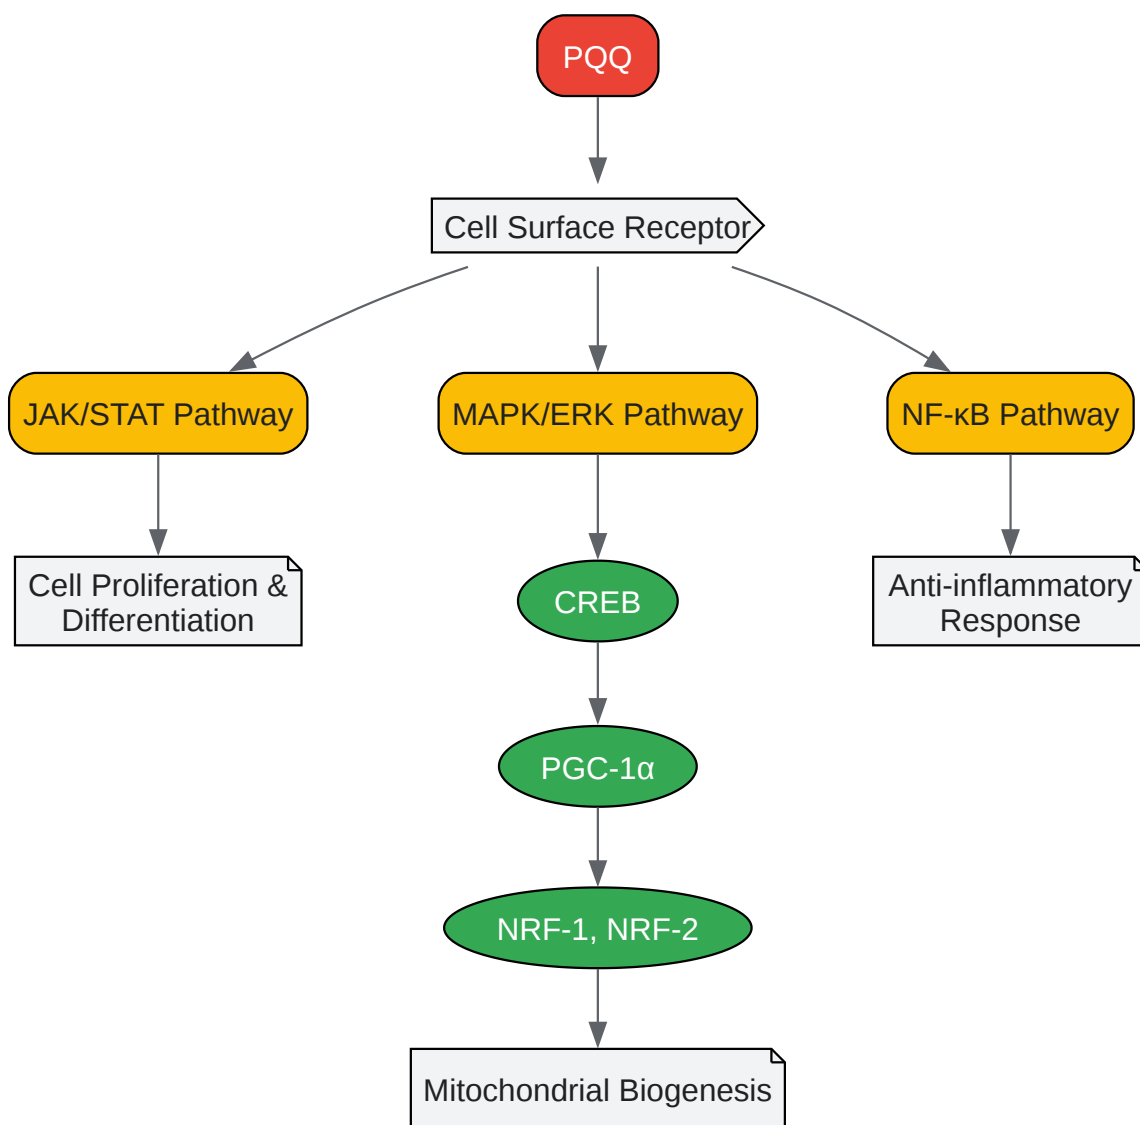 PQQ
Cell Surface Receptor
JAK/STAT Pathway
MAPK/ERK Pathway
NF-κB Pathway
Cell Proliferation &
Differentiation
CREB
Anti-inflammatory
Response
PGC-1α
NRF-1, NRF-2
Mitochondrial Biogenesis